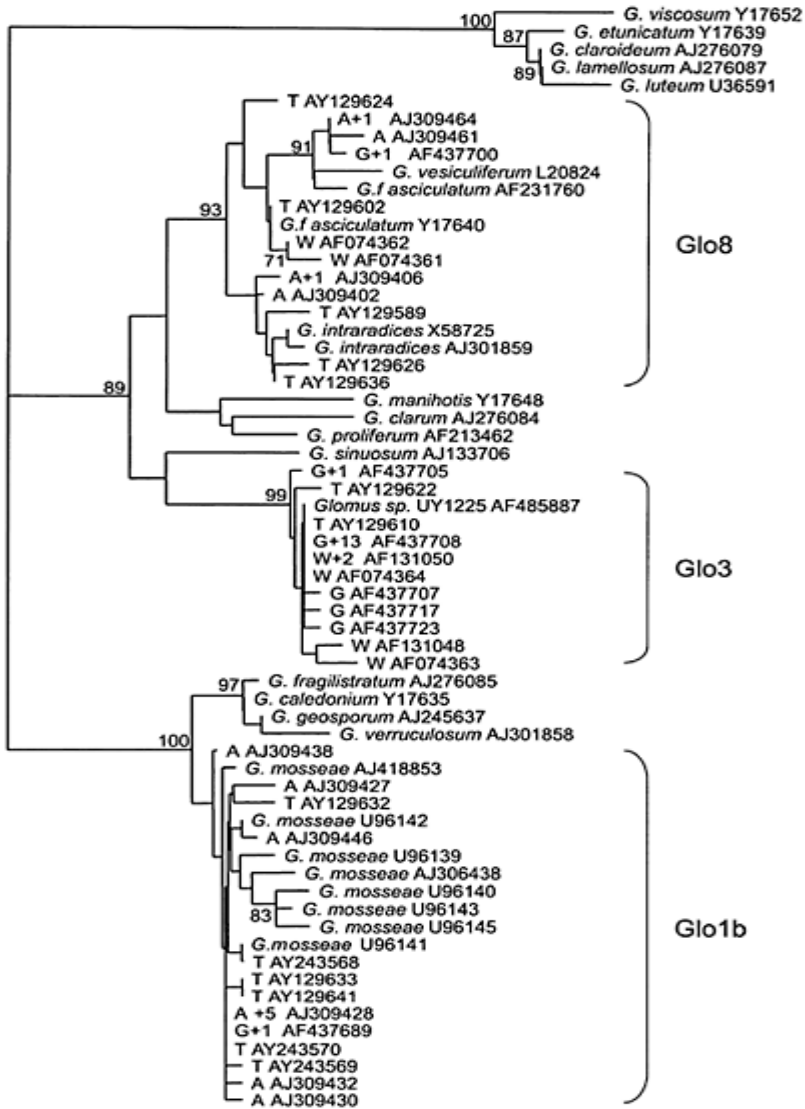 100
G. viscosum Y17652
87
G. etunicatum Y17639
G. claroideum AJ276079
G. lamellosum AJ276087
89
G. luteum U36591
T AY129624
A+1 AJ309464
A AJ309461
91
G+1 AF437700
G. vesiculiferum L20824
G.f asciculatum AF231760
93
T AY129602
G.f asciculatum Y17640
W AF074362
71
W AF074361
Glo8
A+1 AJ309406
A AJ309402
T AY129589
G. intraradices X58725
G. intraradices AJ301859
T AY129626
T AY129636
89
G. manihotis Y17648
G. clarum AJ276084
G. proliferum AF213462
G. sinuosum AJ133706
G+1 AF437705
99
T AY129622
Glomus sp. UY1225 AF485887
T AY129610
G+13 AF437708
W+2 AF131050
W AF074364
Glo3
G AF437707
G AF437717
G AF437723
W AF131048
W AF074363
97
G. fragilistratum AJ276085
G. caledonium Y17635
G. geosporum AJ245637
G. verruculosum AJ301858
100
A AJ309438
G. mosseae AJ418853
A AJ309427
T AY129632
G. mosseae U96142
A AJ309446
G. mosseae U96139
G. mosseae AJ306438
G. mosseae U96140
83
G. mosseae U96143
G. mosseae U96145
Glo1b
G.mosseae U96141
T AY243568
T AY129633
T AY129641
A +5 AJ309428
G+1 AF437689
T AY243570
T AY243569
A AJ309432
A AJ309430